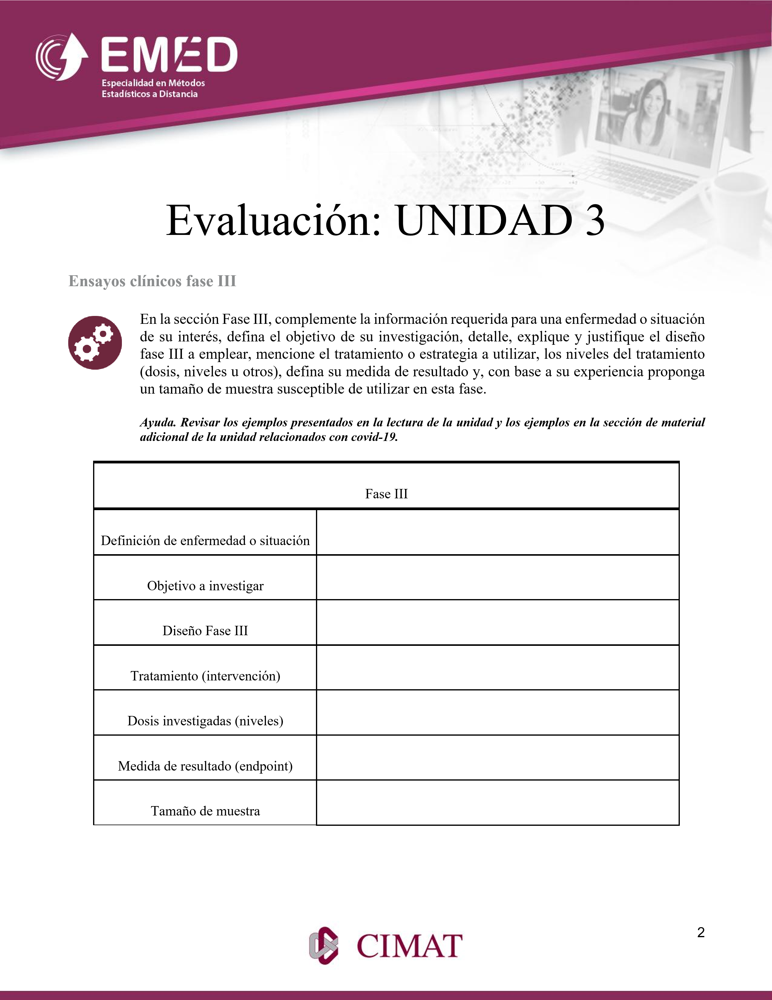 EMED
Especialidad en Métodos
Estadísticos a Distancia
Evaluación: UNIDAD 3
Ensayos clínicos fase III
En la sección Fase III, complemente la información requerida para una enfermedad o situación
de su interés, defina el objetivo de su investigación, detalle, explique y justifique el diseño
fase III a emplear, mencione el tratamiento o estrategia a utilizar, los niveles del tratamiento
(dosis, niveles u otros), defina su medida de resultado y, con base a su experiencia proponga
un tamaño de muestra susceptible de utilizar en esta fase.
Ayuda. Revisar los ejemplos presentados en la lectura de la unidad y los ejemplos en la sección de material
adicional de la unidad relacionados con covid-19.
Fase III
Definición de enfermedad o situación
Objetivo a investigar
Diseño Fase III
Tratamiento (intervención)
Dosis investigadas (niveles)
Medida de resultado (endpoint)
Tamaño de muestra
CIMAT
2